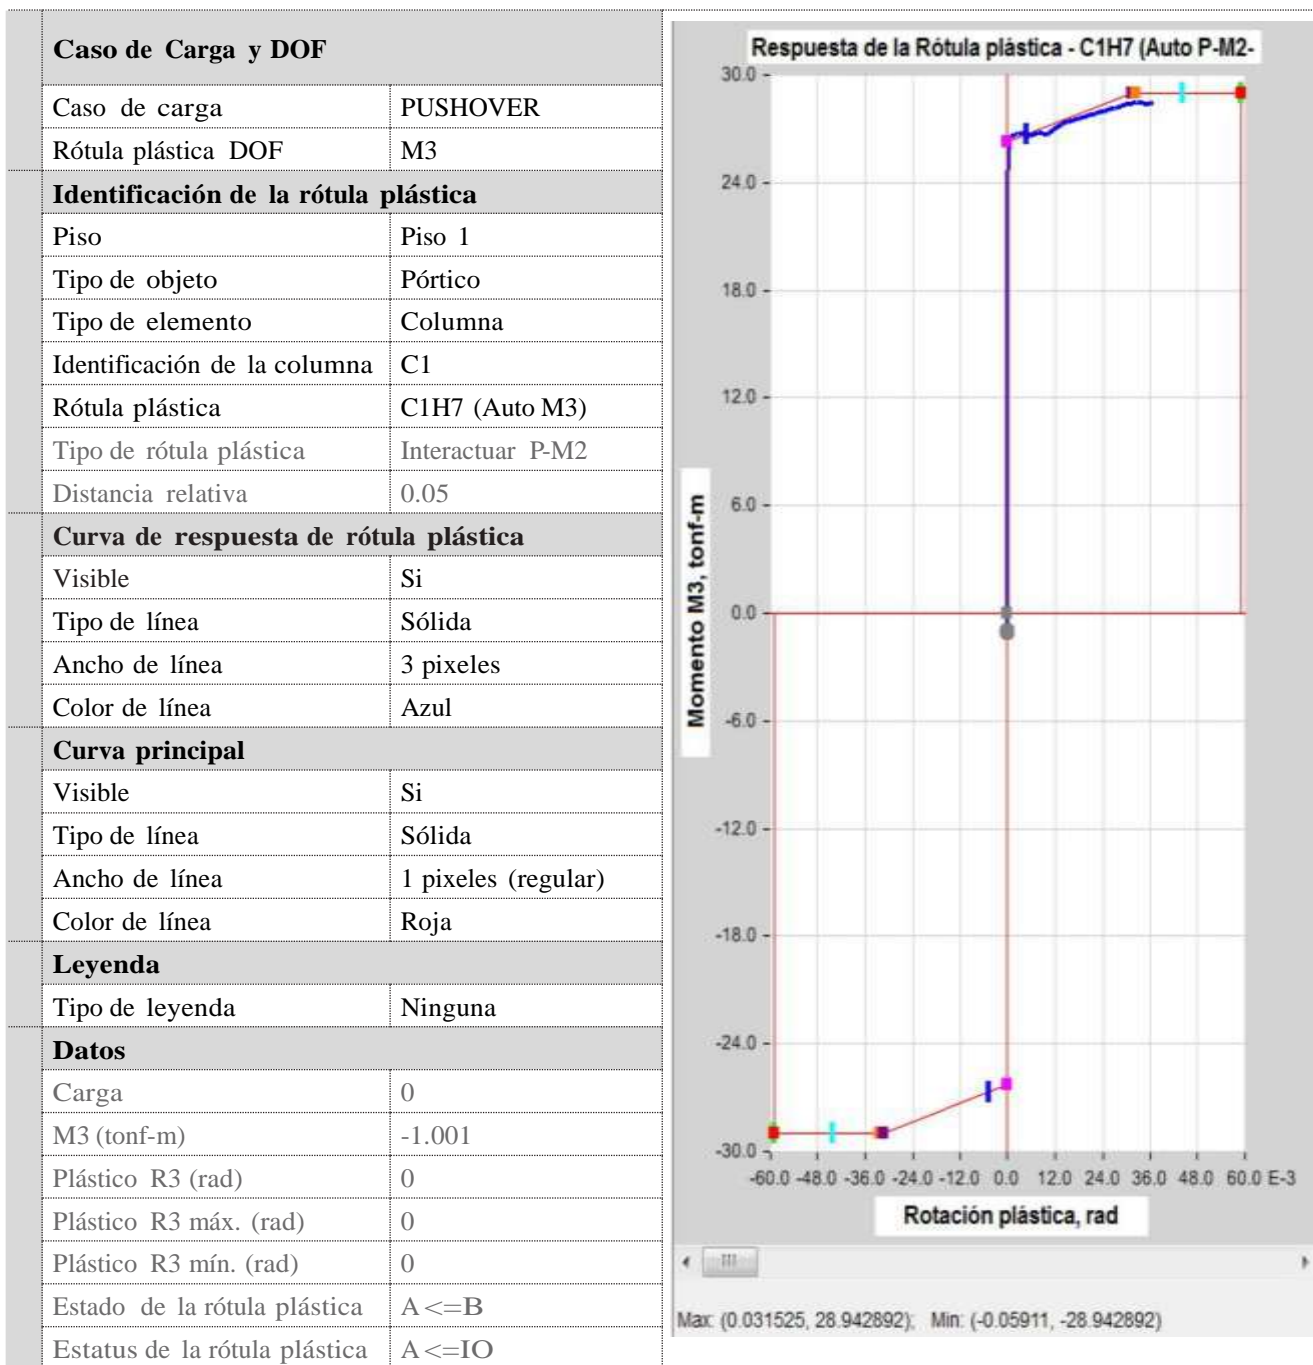 Caso de Carga y DOF
Caso de carga PUSHOVER
Rótula plástica DOF M3
Identificación de la rótula plástica
Piso Piso 1
Tipo de objeto Pórtico
Tipo de elemento Columna
Identificación de la columna C1
Rótula plástica C1H7 (Auto M3)
Tipo de rótula plástica Interactuar P-M2
Distancia relativa 0.05
Curva de respuesta de rótula plástica
Visible Si
Tipo de línea Sólida
Ancho de línea 3 pixeles
Color de línea Azul
Curva principal
Visible Si
Tipo de línea Sólida
Ancho de línea 1 pixeles (regular)
Color de línea Roja
Leyenda
Tipo de leyenda Ninguna
Datos
Carga 0
M3 (tonf-m) -1.001
Plástico R3 (rad) 0
Plástico R3 máx. (rad) 0
Plástico R3 mín. (rad) 0
Estado de la rótula plástica A<=B
Estatus de la rótula plástica A<=IO
Respuesta de la Rótula plástica - C1H7 (Auto P-M2-
30.0
24.0
18.0
12.0
6.0
0.0
-6.0
-12.0
-18.0
-24.0
-30.0
Momento M3, tonf-m
-60.0 -48.0 -36.0 -24.0 -12.0 0.0 12.0 24.0 36.0 48.0 60.0 E-3
Rotación plástica, rad
Max: (0.031525, 28.942892); Min: (-0.05911, -28.942892)